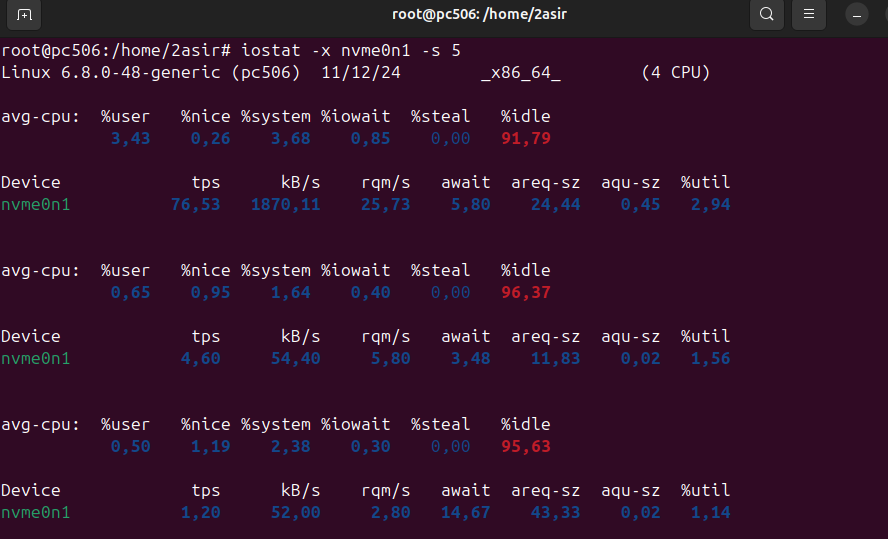 root@pc506: /home/2asir
root@pc506:/home/2asir# iostat -x nvme0n1 -s 5
Linux 6.8.0-48-generic (pc506) 11/12/24 _x86_64_ (4 CPU)
avg-cpu: %user %nice %system %iowait %steal %idle
3,43 0,26 3,68 0,85 0,00 91,79
Device tps kB/s rqm/s await areq-sz aqu-sz %util
nvme0n1 76,53 1870,11 25,73 5,80 24,44 0,45 2,94
avg-cpu: %user %nice %system %iowait %steal %idle
0,65 0,95 1,64 0,40 0,00 96,37
Device tps kB/s rqm/s await areq-sz aqu-sz %util
nvme0n1 4,60 54,40 5,80 3,48 11,83 0,02 1,56
avg-cpu: %user %nice %system %iowait %steal %idle
0,50 1,19 2,38 0,30 0,00 95,63
Device tps kB/s rqm/s await areq-sz aqu-sz %util
nvme0n1 1,20 52,00 2,80 14,67 43,33 0,02 1,14